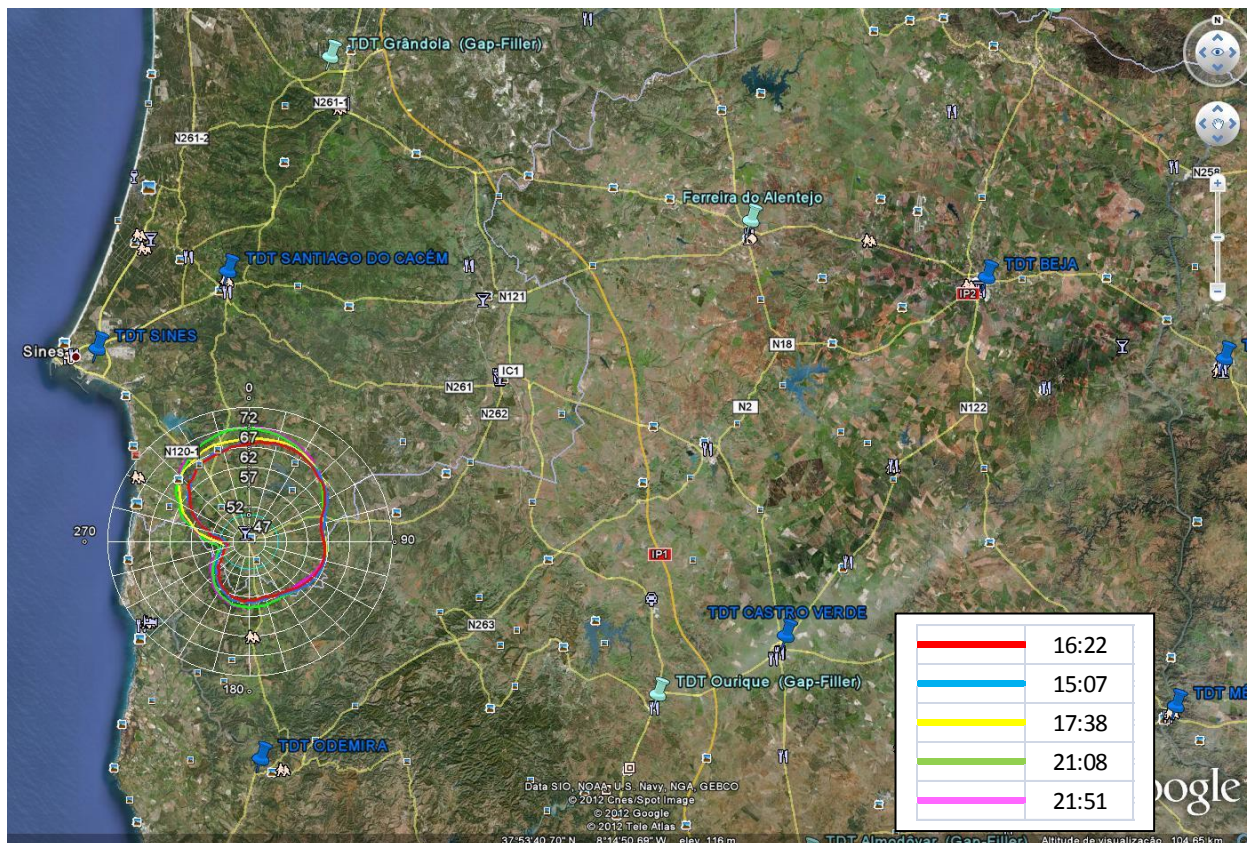 N
TDT Grândola (Gap-Filler)
N261-1
N261-2
N258
Ferreira do Alentejo
TDT SANTIAGO DO CACÉM
TDT BEJA
IP2
N121
TDT SINES
Sines
N18
IC1
N261
N262
N2
N122
0
72
67
62
57
52
47
N120-1
270
90
180
IP1
N263
TDT CASTRO VERDE
TDT Ourique (Gap-Filler)
TDT ODEMIRA
16:22
15:07
17:38
21:08
21:51
Data SIO, NOAA, U.S. Navy, NGA, GEBCO
© 2012 Cnes/Spot Image
© 2012 Google
© 2012 Tele Atlas
oogle
37°53'40.70" N 8°14'50.69" W elev 116 m
TDT Almodôvar (Gap-Filler)
Altitude de visualização 104.65 km